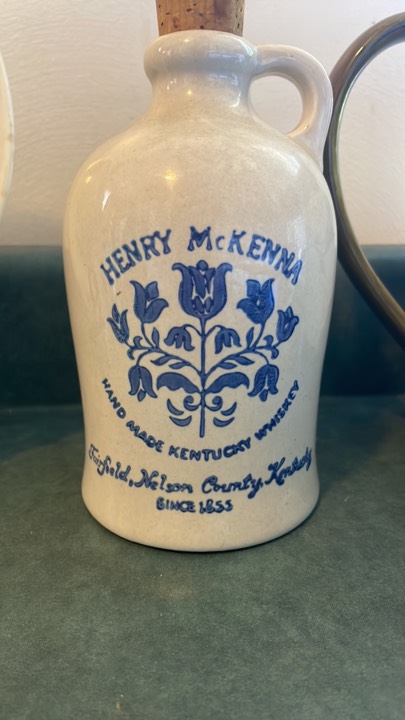 HENRY McKENNA
HAND MADE KENTUCKY WHISKEY
Fairfield, Nelson County, Kentucky
SINCE 1855